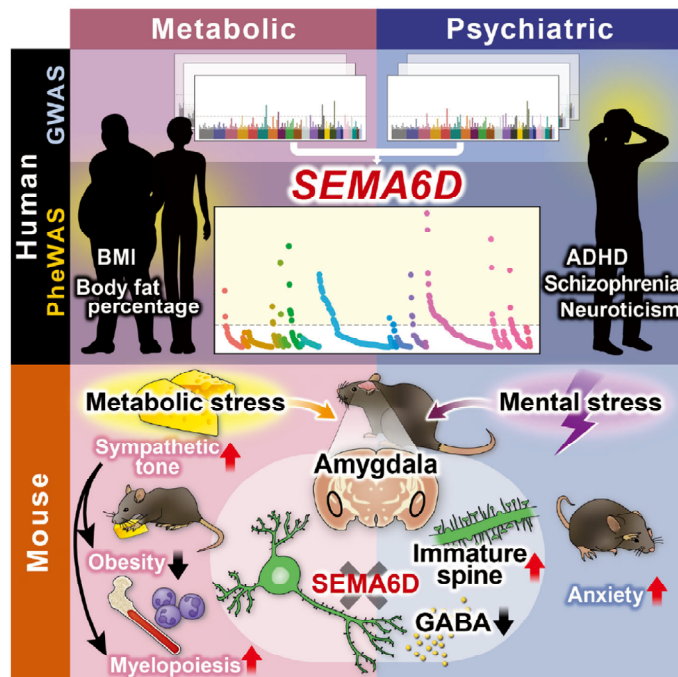 Metabolic
Psychiatric
Human
GWAS
PheWAS
SEMA6D
BMI
Body fat
percentage
ADHD
Schizophrenia
Neuroticism
Mouse
Metabolic stress
Mental stress
Sympathetic
tone
Amygdala
Obesity
Immature
spine
SEMA6D
Anxiety
GABA
Myelopoiesis